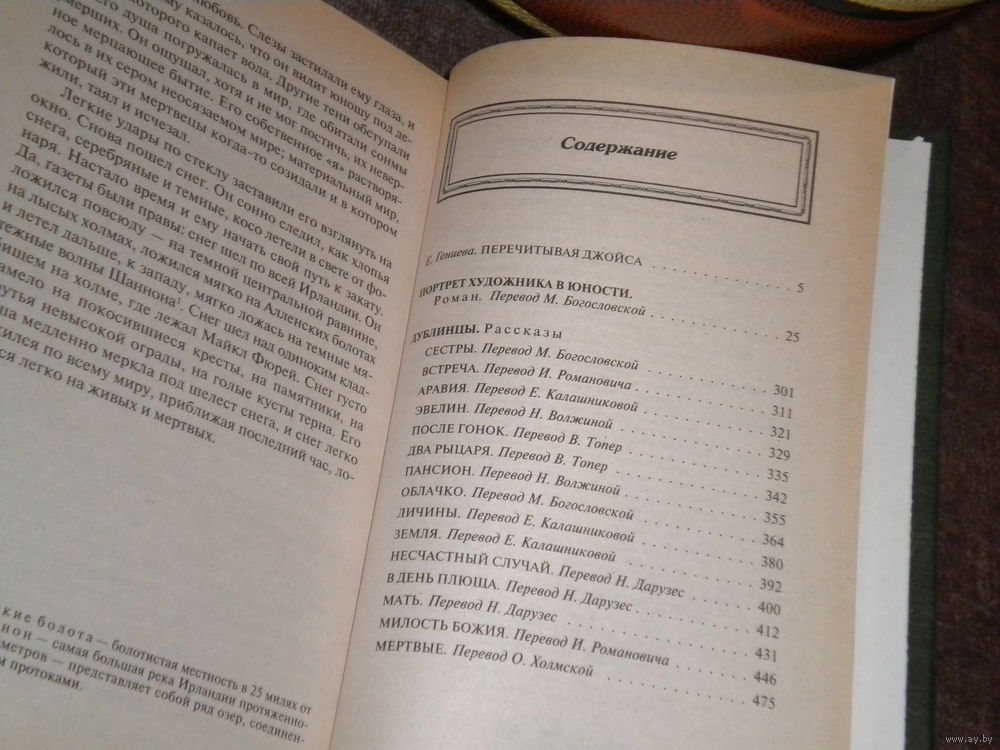 любовь. Слезы застилали ему глаза, и
му казалось, что он видит юношу под де-
которого капает вода. Другие тени обступали
его душа погружалась в мир, где обитали сонмы
умерших. Он ощущал, хотя и не мог постичь, их невер-
ное мерцающее бытие. Его собственное «я» растворя-
лось в их сером неосязаемом мире; материальный мир,
который эти мертвецы когда-то созидали и в котором
жили, таял и исчезал.
Легкие удары по стеклу заставили его взглянуть на
окно. Снова пошел снег. Он сонно следил, как хлопья
снега, серебряные и темные, косо летели в свете от фо-
наря. Настало время и ему начать свой путь к закату.
Да, газеты были правы: снег шел по всей Ирландии. Он
ложился повсюду — на темной центральной равнине,
на лысых холмах, ложился мягко на Алленских болотах
и летел дальше, к западу, мягко ложась на темные мя-
тежные волны Шаннона¹. Снег шел над одиноким клад-
бищем на холме, где лежал Майкл Фюрей. Снег густо
амело на покосившиеся кресты, на памятники, на
рутья невысокой ограды, на голые кусты терна. Его
ша медленно меркла под шелест снега, и снег легко
тился по всему миру, приближая последний час, ло-
ся легко на живых и мертвых.
кие болота — болотистая местность в 25 милях от
нон — самая большая река Ирландии протяженно-
метров — представляет собой ряд озер, соединен-
й протоками.
Содержание
Е. Гениева. ПЕРЕЧИТЫВАЯ ДЖОЙСА 5
ПОРТРЕТ ХУДОЖНИКА В ЮНОСТИ.
Роман. Перевод М. Богословской 25
ДУБЛИНЦЫ. Рассказы
СЕСТРЫ. Перевод М. Богословской 301
ВСТРЕЧА. Перевод И. Романовича 311
АРАВИЯ. Перевод Е. Калашниковой 321
ЭВЕЛИН. Перевод Н. Волжиной 329
ПОСЛЕ ГОНОК. Перевод В. Топер 335
ДВА РЫЦАРЯ. Перевод В. Топер 342
ПАНСИОН. Перевод Н. Волжиной 355
ОБЛАЧКО. Перевод М. Богословской 364
ЛИЧИНЫ. Перевод Е. Калашниковой 380
ЗЕМЛЯ. Перевод Е. Калашниковой 392
НЕСЧАСТНЫЙ СЛУЧАЙ. Перевод Н. Дарузес 400
В ДЕНЬ ПЛЮЩА. Перевод Н. Дарузес 412
МАТЬ. Перевод Н. Дарузес 431
МИЛОСТЬ БОЖИЯ. Перевод И. Романовича 446
МЕРТВЫЕ. Перевод О. Холмской 475
www.ay.by